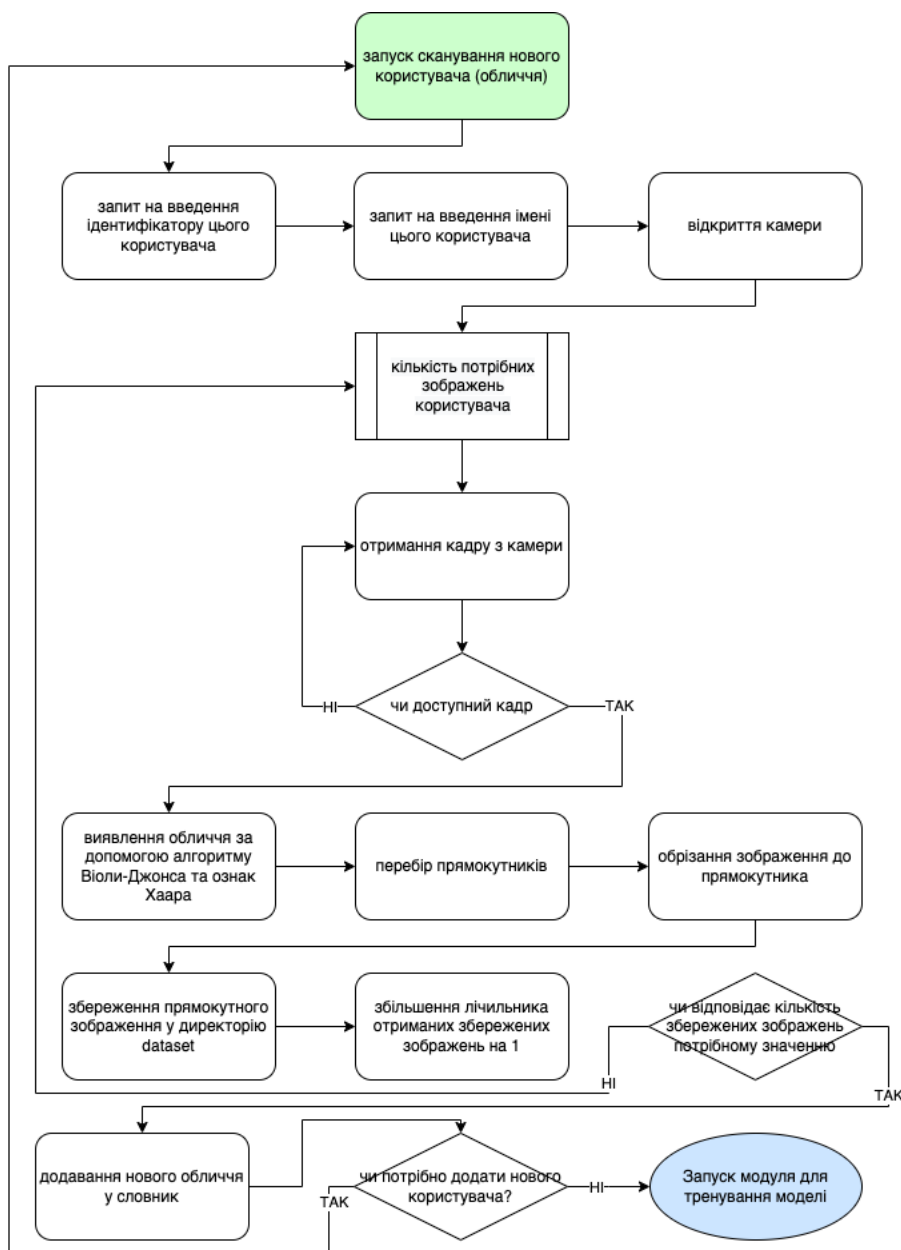 запуск сканування нового
користувача (обличчя)
запит на введення
ідентифікатору цього
користувача
запит на введення імені
цього користувача
відкриття камери
кількість потрібних
зображень
користувача
отримання кадру з камери
чи доступний кадр
НІ
ТАК
виявлення обличчя за
допомогою алгоритму
Віоли-Джонса та ознак
Хаара
перебір прямокутників
обрізання зображення до
прямокутника
збереження прямокутного
зображення у директорію
dataset
збільшення лічильника
отриманих збережених
зображень на 1
чи відповідає кількість
збережених зображень
потрібному значенню
НІ
ТАК
додавання нового обличчя
у словник
чи потрібно додати нового
користувача?
ТАК
НІ
Запуск модуля для
тренування моделі